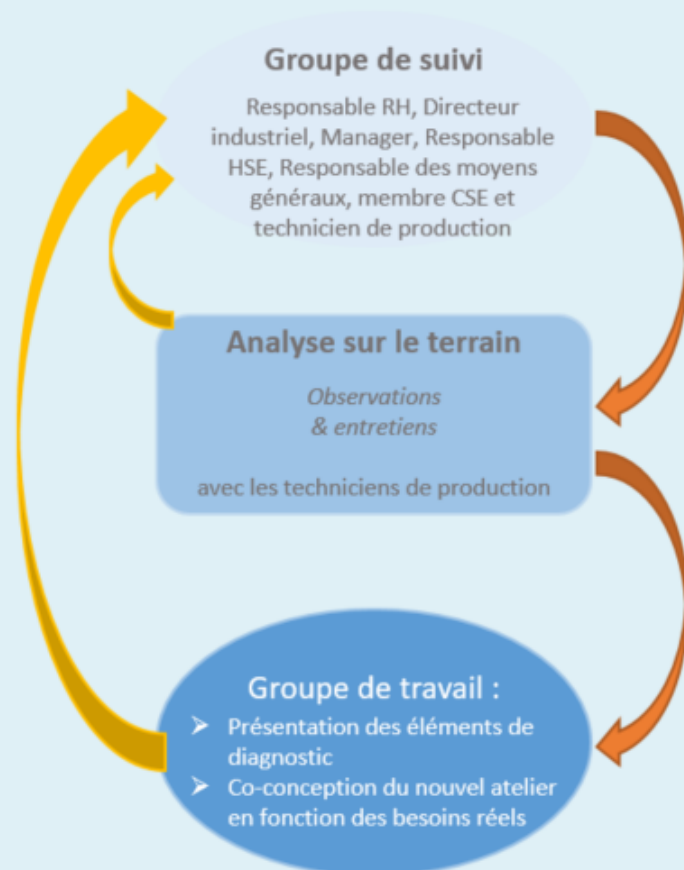 Groupe de suivi
Responsable RH, Directeur
industriel, Manager, Responsable
HSE, Responsable des moyens
généraux, membre CSE et
technicien de production
Analyse sur le terrain
Observations
& entretiens
avec les techniciens de production
Groupe de travail :
➢ Présentation des éléments de
diagnostic
➢ Co-conception du nouvel atelier
en fonction des besoins réels